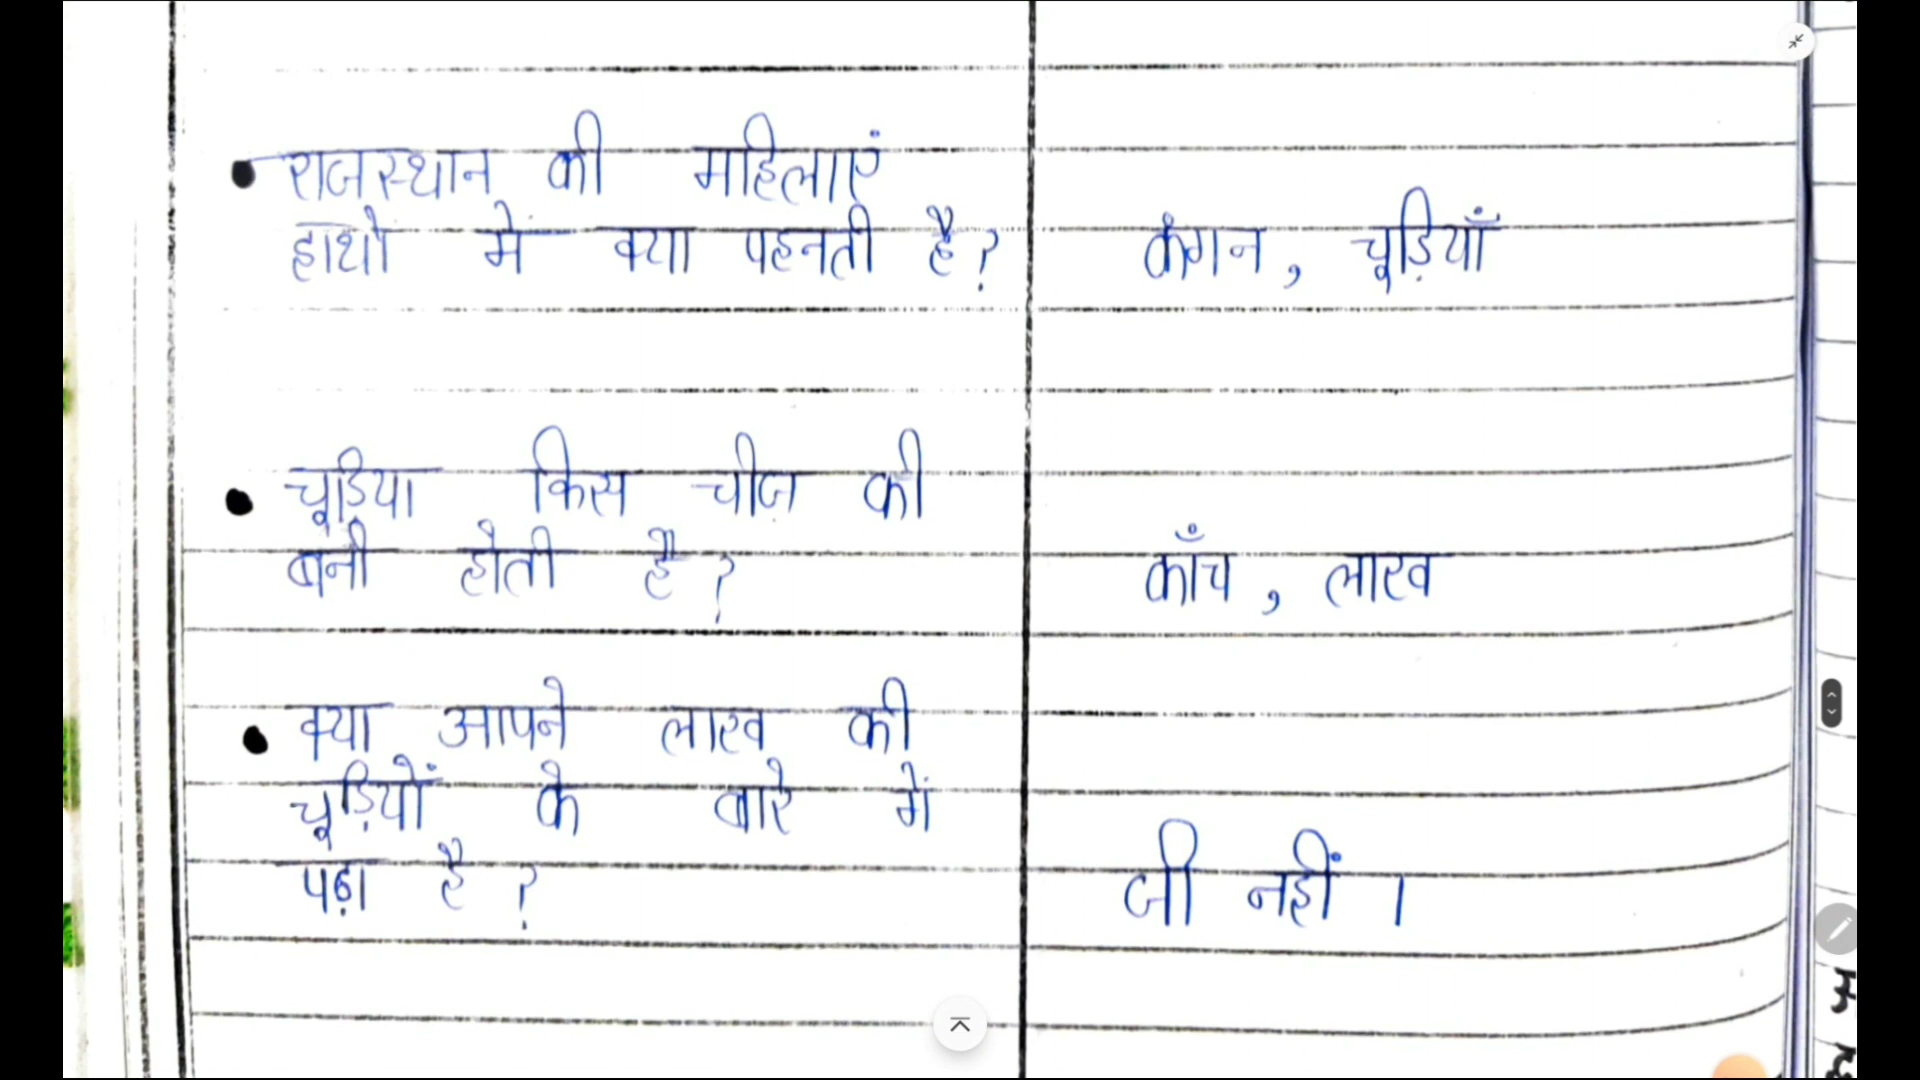 राजस्थान की महिलाएं
हाथो मे क्या पहनती है?
कंगन, चूड़ियाँ
चूड़िया किस चीज की
बनी होती है?
काँच, लाख
क्या आपने लाख की
चूड़ियों के बारे में
पढ़ा है?
जी नहीं ।